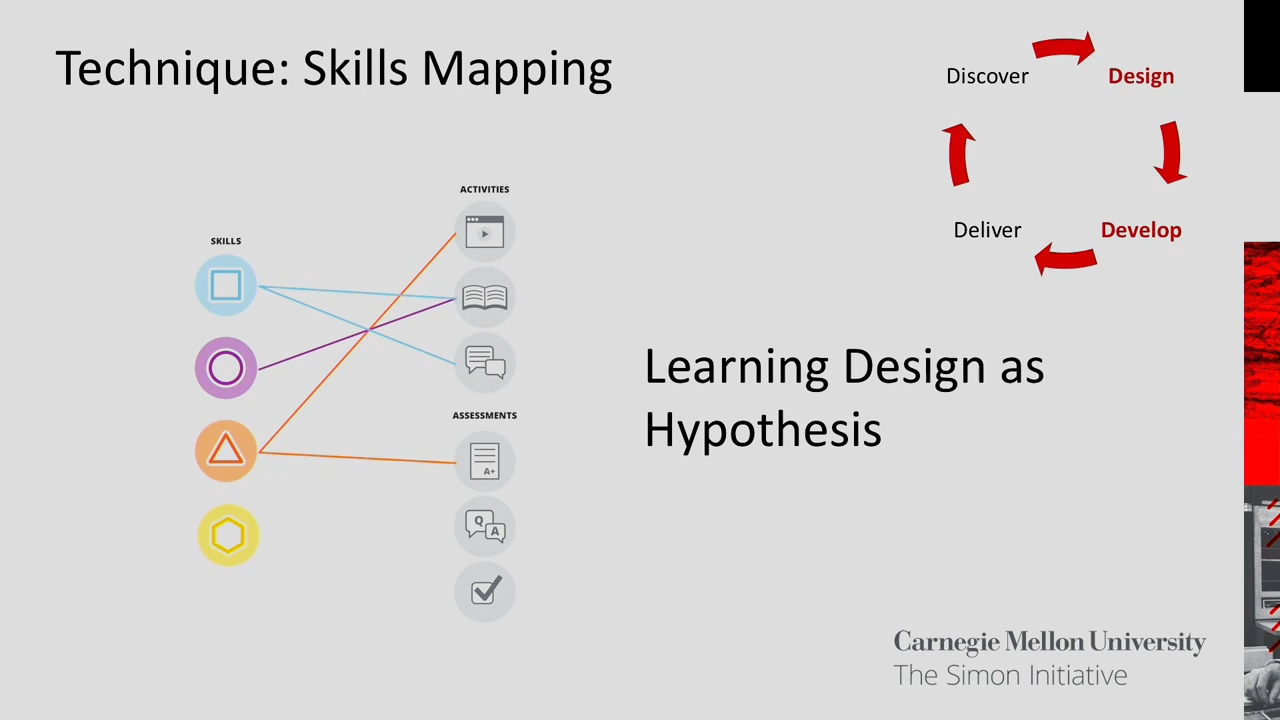 Technique: Skills Mapping
Discover
Design
Deliver
Develop
ACTIVITIES
SKILLS
ASSESSMENTS
A+
Q
A
Learning Design as
Hypothesis
Carnegie Mellon University
The Simon Initiative